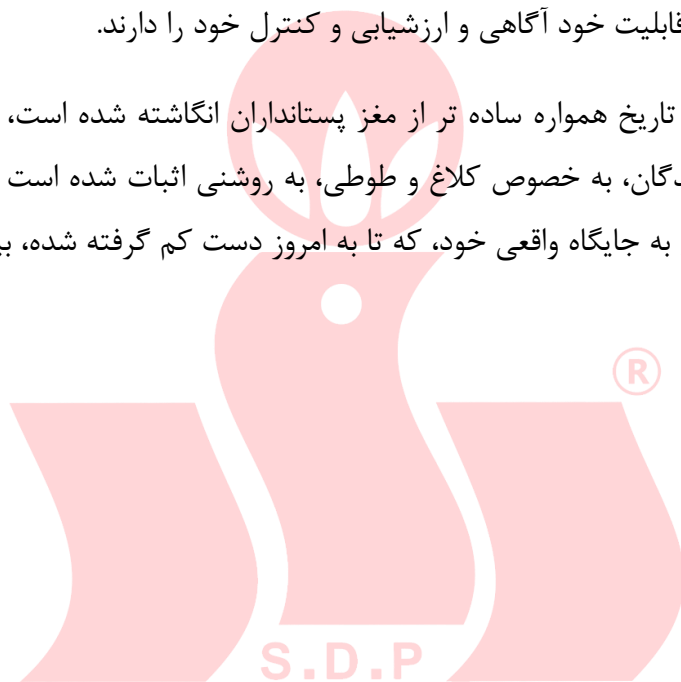 قابلیت خود آگاهی و ارزشیابی و کنترل خود را دارند.
تاریخ همواره ساده تر از مغز پستانداران انگاشته شده است،
به خصوص کلاغ و طوطی، به روشنی اثبات شده است
به جایگاه واقعی خود، که تا به امروز دست کم گرفته شده،
®
S.D.P